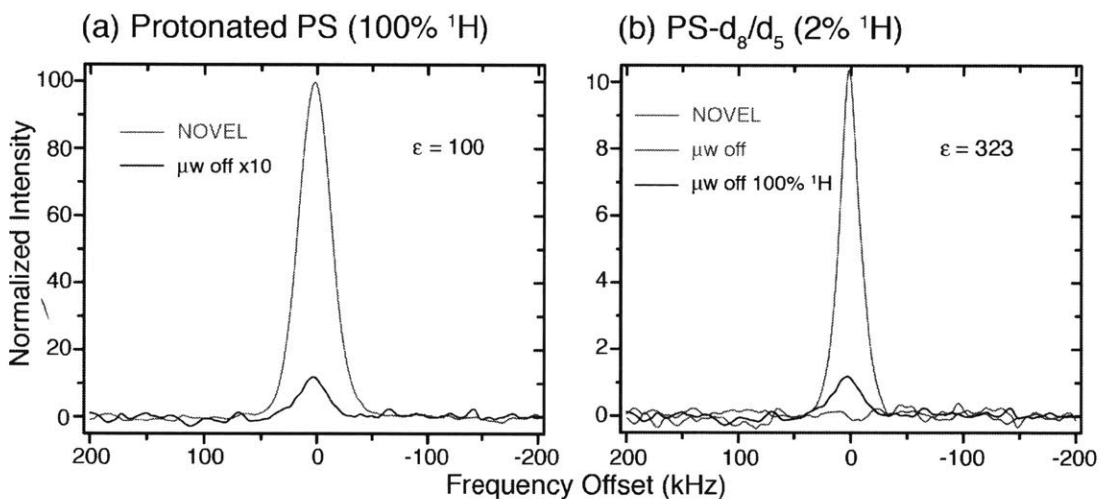 (a) Protonated PS (100% ¹H)
(b) PS-d₈/d₅ (2% ¹H)
Normalized Intensity
100
80
60
40
20
0
NOVEL
μw off x10
ε = 100
200
100
0
-100
-200
10
8
6
4
2
0
NOVEL
μw off
μw off 100% ¹H
ε = 323
200
100
0
-100
-200
Frequency Offset (kHz)